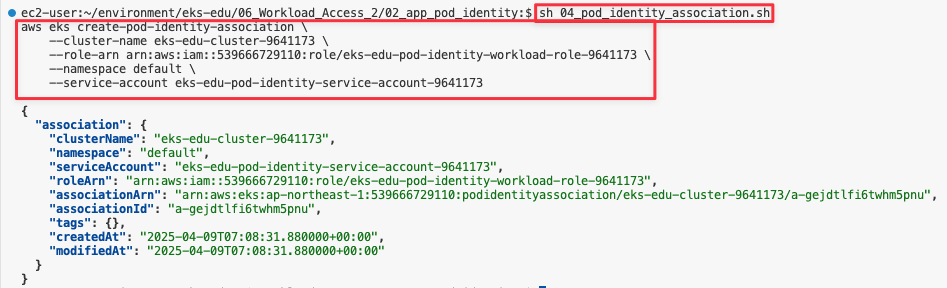 ec2-user:~/environment/eks-edu/06_Workload_Access_2/02_app_pod_identity:$ sh 04_pod_identity_association.sh
aws eks create-pod-identity-association \
    --cluster-name eks-edu-cluster-9641173 \
    --role-arn arn:aws:iam::539666729110:role/eks-edu-pod-identity-workload-role-9641173 \
    --namespace default \
    --service-account eks-edu-pod-identity-service-account-9641173
{
  "association": {
    "clusterName": "eks-edu-cluster-9641173",
    "namespace": "default",
    "serviceAccount": "eks-edu-pod-identity-service-account-9641173",
    "roleArn": "arn:aws:iam::539666729110:role/eks-edu-pod-identity-workload-role-9641173",
    "associationArn": "arn:aws:eks:ap-northeast-1:539666729110:podidentityassociation/eks-edu-cluster-9641173/a-gejdtlfi6twhm5pnu",
    "associationId": "a-gejdtlfi6twhm5pnu",
    "tags": {},
    "createdAt": "2025-04-09T07:08:31.880000+00:00",
    "modifiedAt": "2025-04-09T07:08:31.880000+00:00"
  }
}